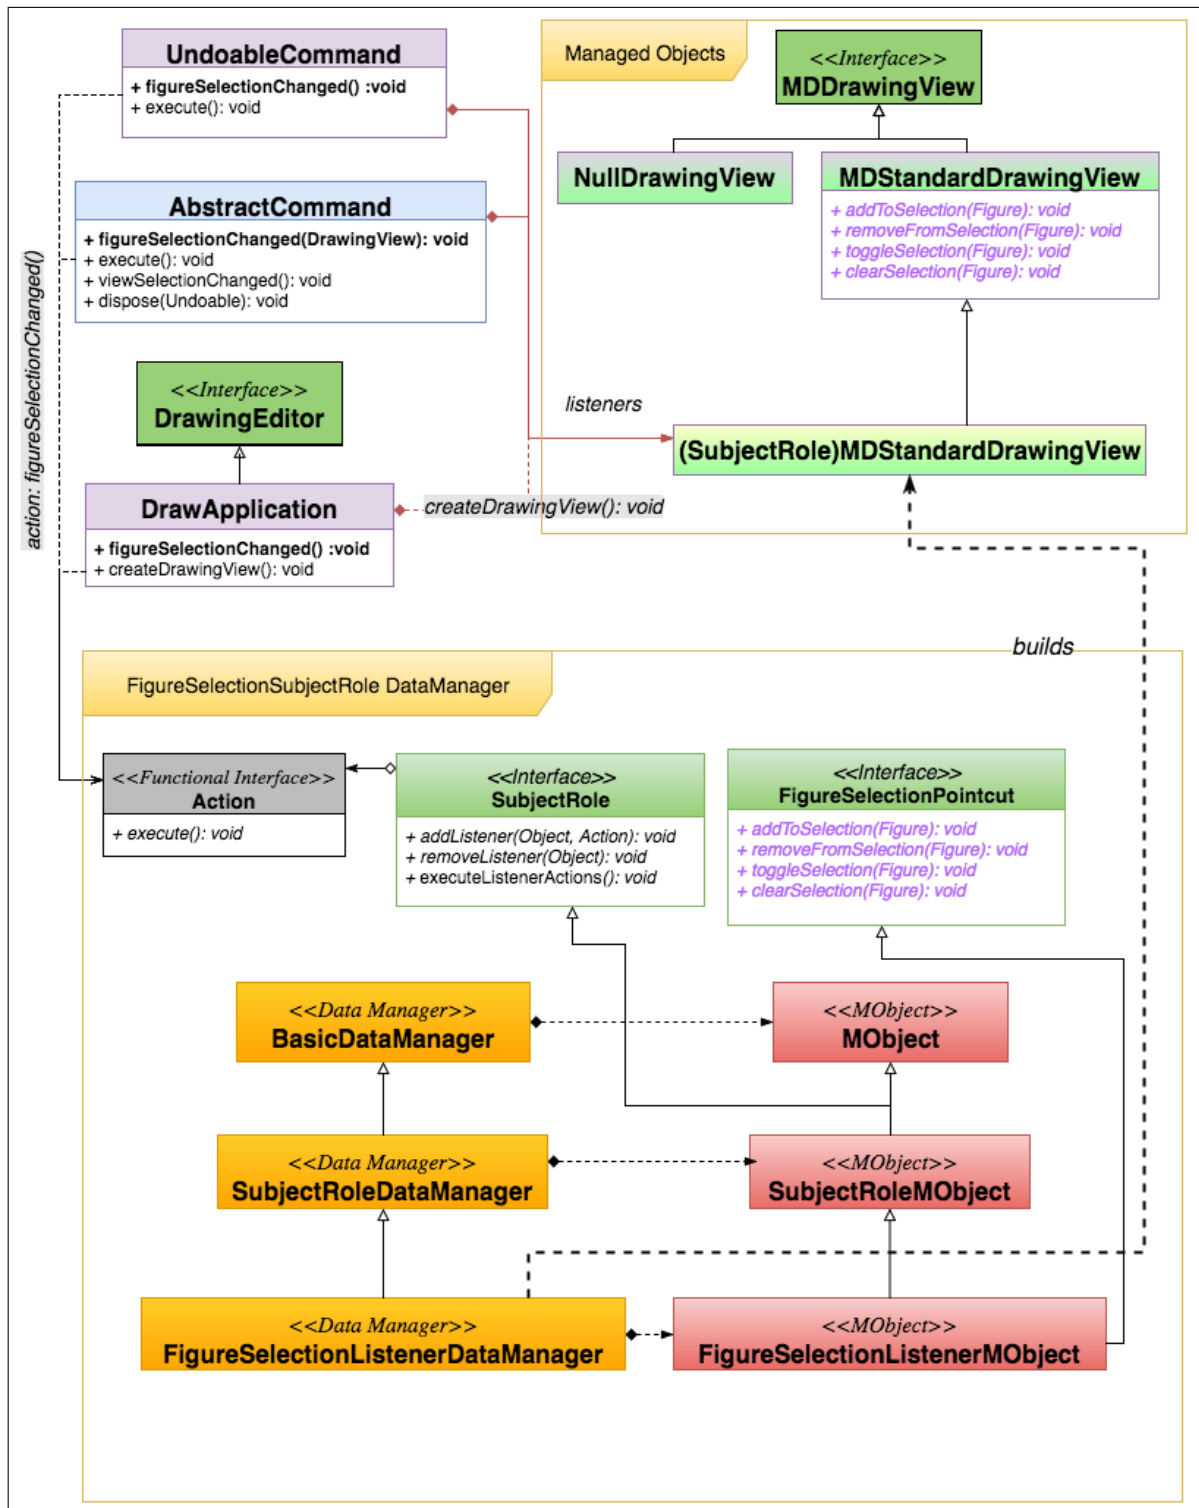 UndoableCommand
+ figureSelectionChanged() :void
+ execute(): void
Managed Objects
<<Interface>>
MDDrawingView
NullDrawingView
MDStandardDrawingView
+ addToSelection(Figure): void
+ removeFromSelection(Figure): void
+ toggleSelection(Figure): void
+ clearSelection(Figure): void
AbstractCommand
+ figureSelectionChanged(DrawingView): void
+ execute(): void
+ viewSelectionChanged(): void
+ dispose(Undoable): void
action: figureSelectionChanged()
<<Interface>>
DrawingEditor
listeners
(SubjectRole)MDStandardDrawingView
DrawApplication
+ figureSelectionChanged() :void
+ createDrawingView(): void
createDrawingView(): void
builds
FigureSelectionSubjectRole DataManager
<<Functional Interface>>
Action
+ execute(): void
<<Interface>>
SubjectRole
+ addListener(Object, Action): void
+ removeListener(Object): void
+ executeListenerActions(): void
<<Interface>>
FigureSelectionPointcut
+ addToSelection(Figure): void
+ removeFromSelection(Figure): void
+ toggleSelection(Figure): void
+ clearSelection(Figure): void
<<Data Manager>>
BasicDataManager
<<MObject>>
MObject
<<Data Manager>>
SubjectRoleDataManager
<<MObject>>
SubjectRoleMObject
<<Data Manager>>
FigureSelectionListenerDataManager
<<MObject>>
FigureSelectionListenerMObject